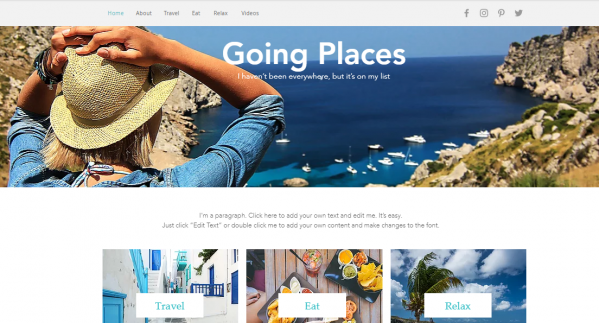 Home About Travel Eat Relax Videos
Going Places
I haven't been everywhere, but it's on my list
I'm a paragraph. Click here to add your own text and edit me. It's easy.
Just click "Edit Text" or double click me to add your own content and make changes to the font.
Travel Eat Relax